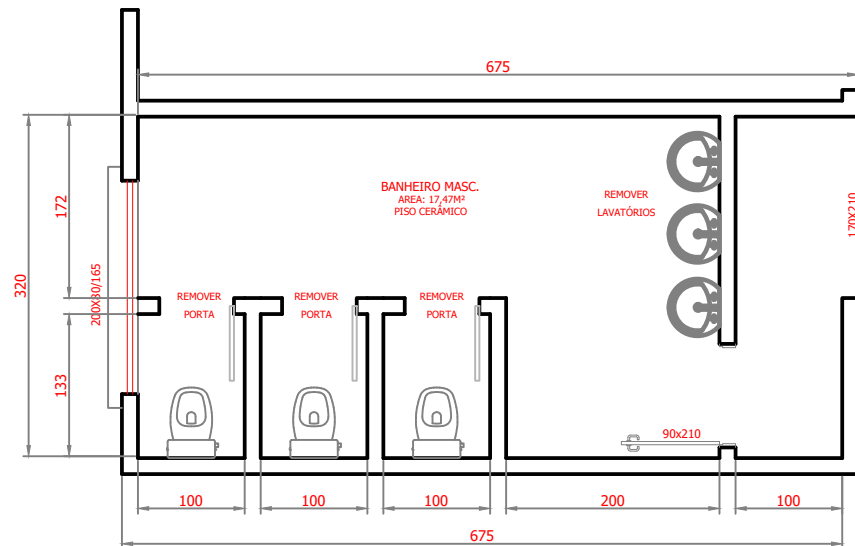 675
BANHEIRO MASC.
AREA: 17,47M²
PISO CERÂMICO
REMOVER
LAVATÓRIOS
172
320
133
200X80/165
170X210
REMOVER
PORTA
REMOVER
PORTA
REMOVER
PORTA
90x210
100
100
100
200
100
675